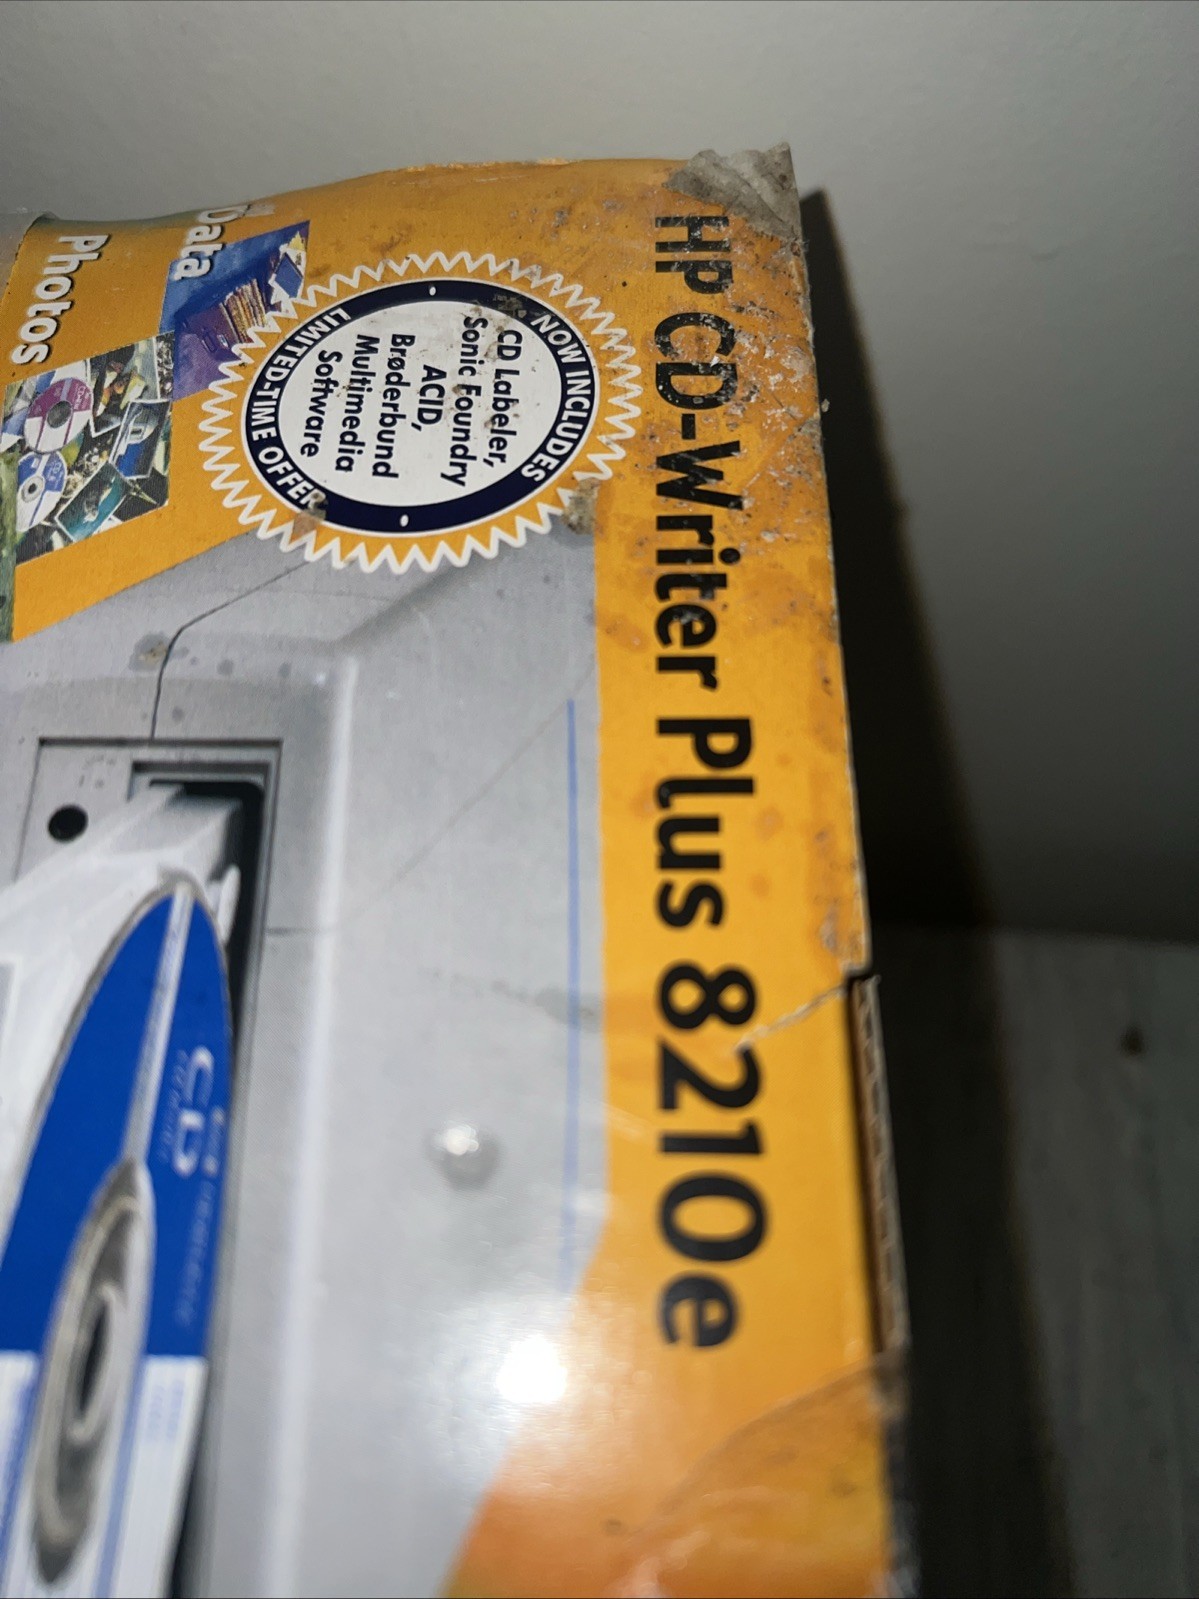 HP CD-Writer Plus 8210e
NOW INCLUDES
CD Labeler,
Sonic Foundry
ACID,
Brøderbund
Multimedia
Software
LIMITED-TIME OFFER
Data
Photos